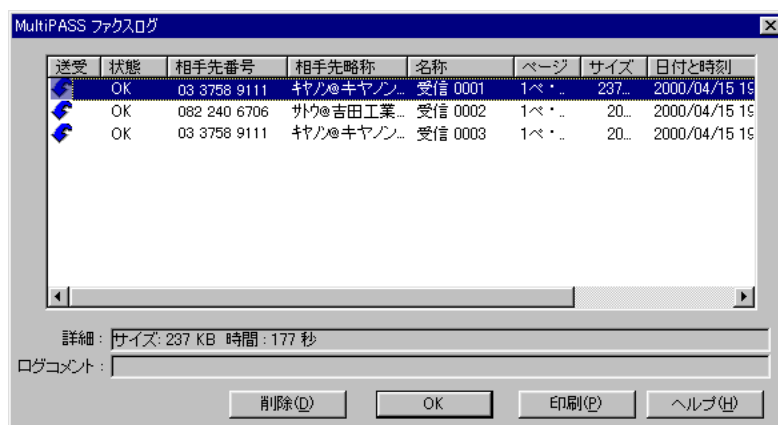 MultiPASS ファクスログ
送受 状態 相手先番号 相手先略称 名称 ページ サイズ 日付と時刻
OK 03 3758 9111 キヤノン@キヤノン... 受信 0001 1ペ・.. 237... 2000/04/15 19
OK 082 240 6706 サトウ@吉田工業... 受信 0002 1ペ・.. 20... 2000/04/15 19
OK 03 3758 9111 キヤノン@キヤノン... 受信 0003 1ペ・.. 20... 2000/04/15 19
詳細: サイズ: 237 KB 時間 : 177 秒
ログコメント:
削除(D) OK 印刷(P) ヘルプ(H)